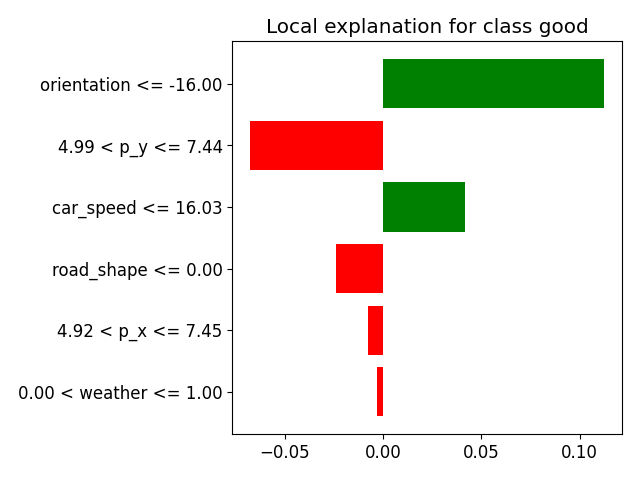 Local explanation for class good
orientation <= -16.00
4.99 < p_y <= 7.44
car_speed <= 16.03
road_shape <= 0.00
4.92 < p_x <= 7.45
0.00 < weather <= 1.00
−0.05 0.00 0.05 0.10